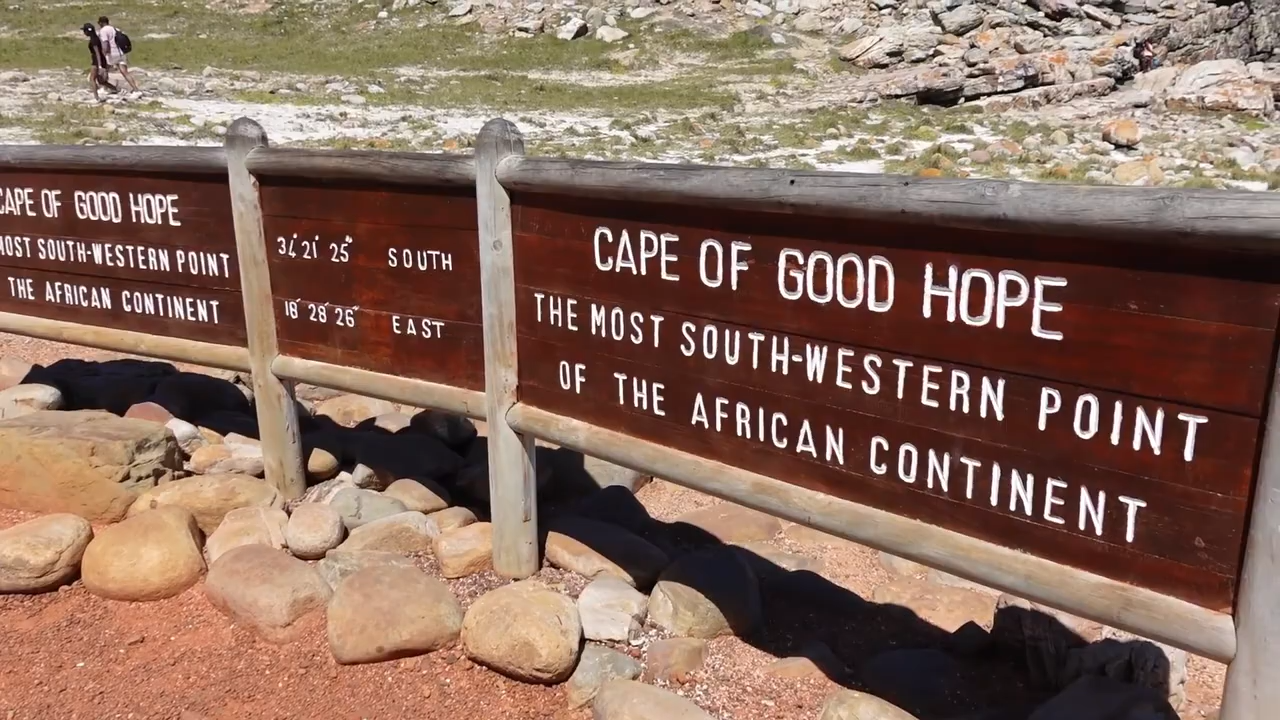 CAPE OF GOOD HOPE
MOST SOUTH-WESTERN POINT
THE AFRICAN CONTINENT
34° 21' 25" SOUTH
18° 28' 26" EAST
CAPE OF GOOD HOPE
THE MOST SOUTH-WESTERN POINT
OF THE AFRICAN CONTINENT